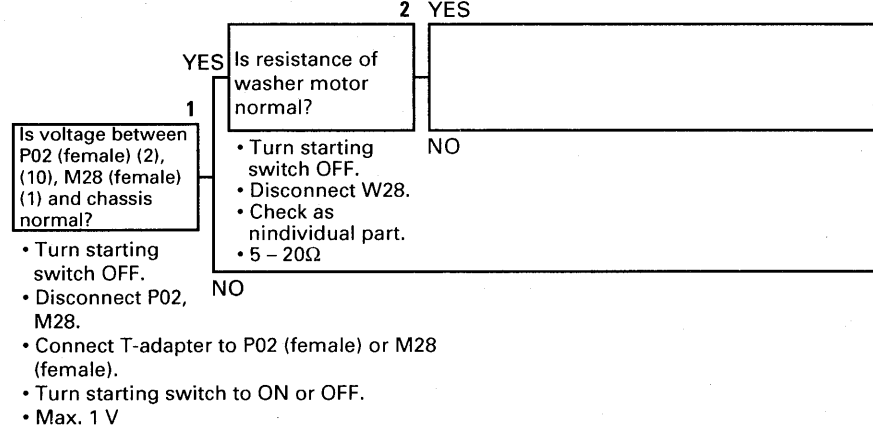 2 YES
YES
Is resistance of
washer motor
normal?
1
Is voltage between
P02 (female) (2),
(10), M28 (female)
(1) and chassis
normal?
• Turn starting
switch OFF.
• Disconnect W28.
• Check as
nindividual part.
• 5 – 20Ω
NO
• Turn starting
switch OFF.
• Disconnect P02,
M28.
• Connect T-adapter to P02 (female) or M28
(female).
• Turn starting switch to ON or OFF.
• Max. 1 V
NO